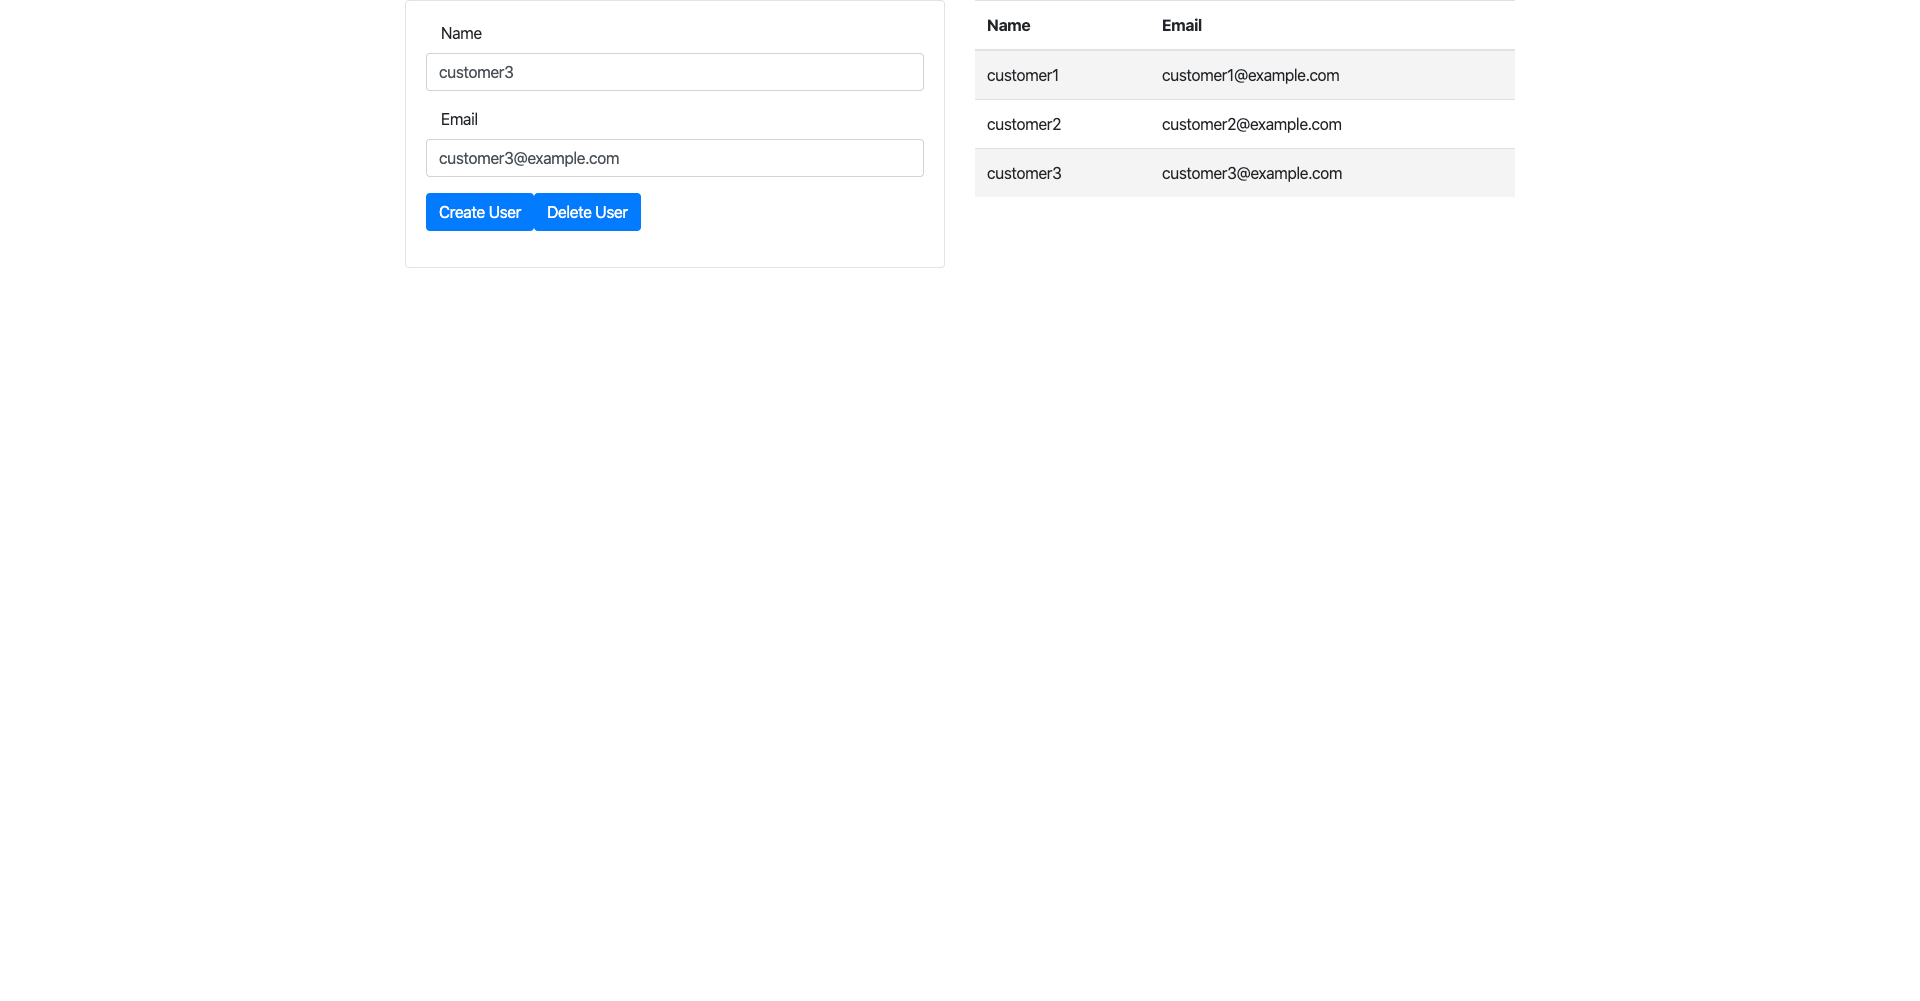 Name
customer3
Email
customer3@example.com
Create User Delete User
Name Email
customer1 customer1@example.com
customer2 customer2@example.com
customer3 customer3@example.com